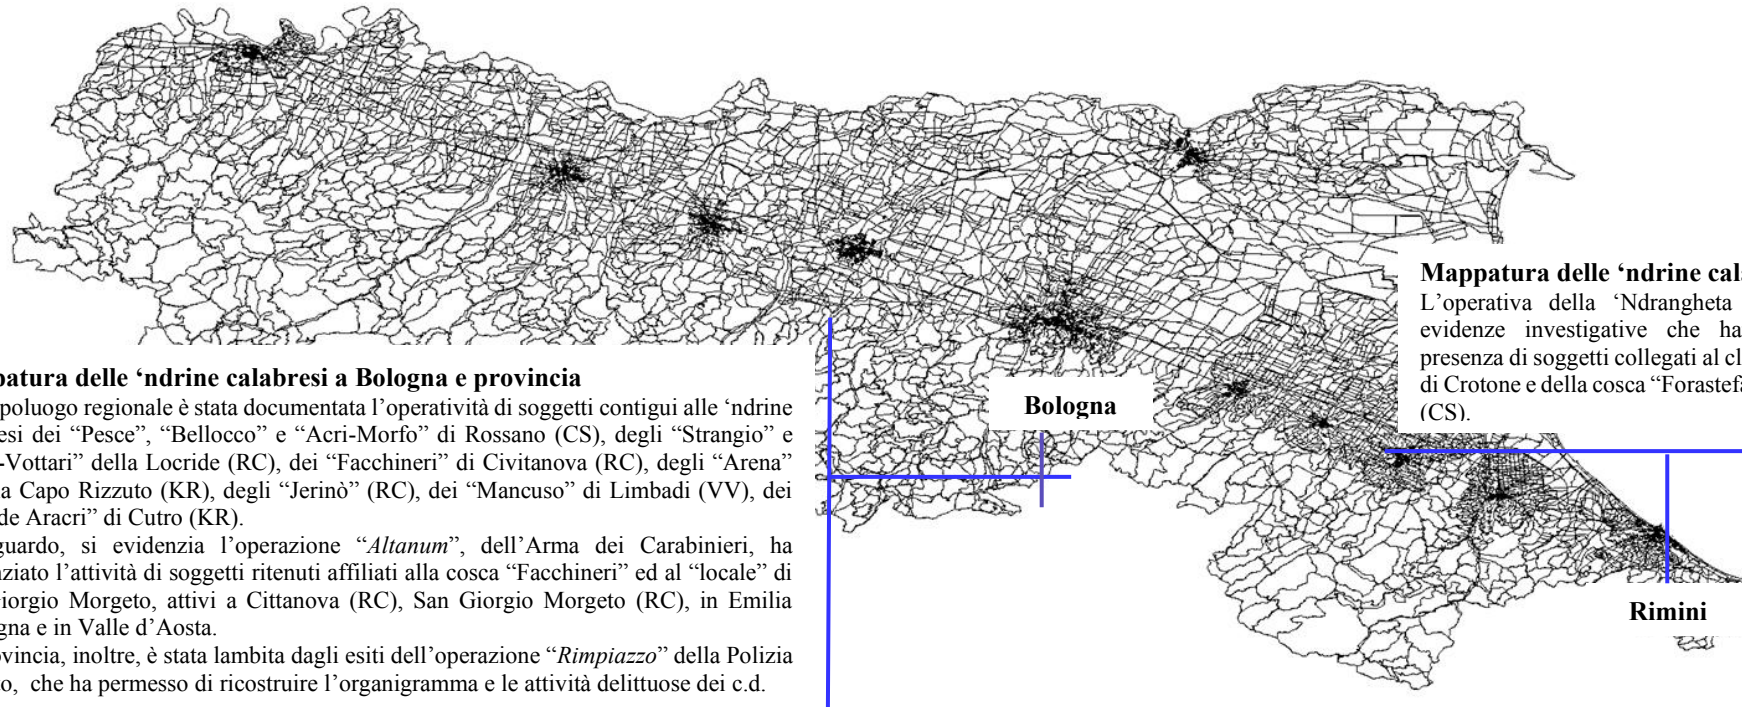 patura delle ‘ndrine calabresi a Bologna e provincia
poluogo regionale è stata documentata l’operatività di soggetti contigui alle ‘ndrine
esi dei “Pesce”, “Bellocco” e “Acri-Morfo” di Rossano (CS), degli “Strangio” e
-Vottari” della Locride (RC), dei “Facchineri” di Civitanova (RC), degli “Arena”
a Capo Rizzuto (KR), degli “Jerinò” (RC), dei “Mancuso” di Limbadi (VV), dei
de Aracri” di Cutro (KR).
guardo, si evidenzia l’operazione “Altanum”, dell’Arma dei Carabinieri, ha
nziato l’attività di soggetti ritenuti affiliati alla cosca “Facchineri” ed al “locale” di
Giorgio Morgeto, attivi a Cittanova (RC), San Giorgio Morgeto (RC), in Emilia
gna e in Valle d’Aosta.
ovincia, inoltre, è stata lambita dagli esiti dell’operazione “Rimpiazzo” della Polizia
to, che ha permesso di ricostruire l’organigramma e le attività delittuose dei c.d.
Bologna
Mappatura delle ‘ndrine cala
L’operativa della ‘Ndrangheta
evidenze investigative che ha
presenza di soggetti collegati al cl
di Crotone e della cosca “Forastefa
(CS).
Rimini